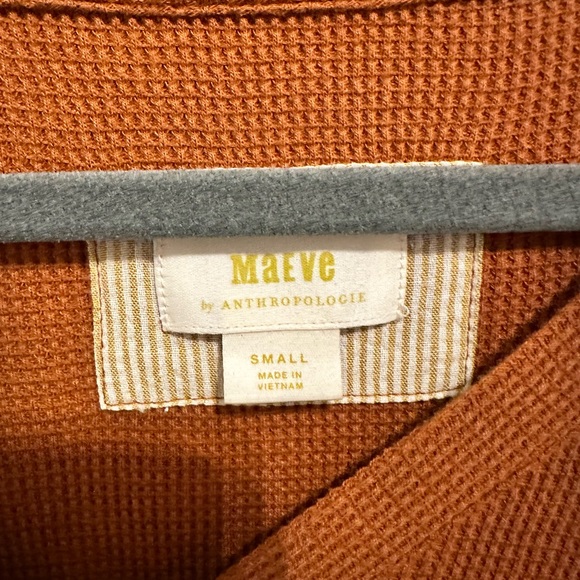 MaEVe
by ANTHROPOLOGIE
SMALL
MADE IN
VIETNAM